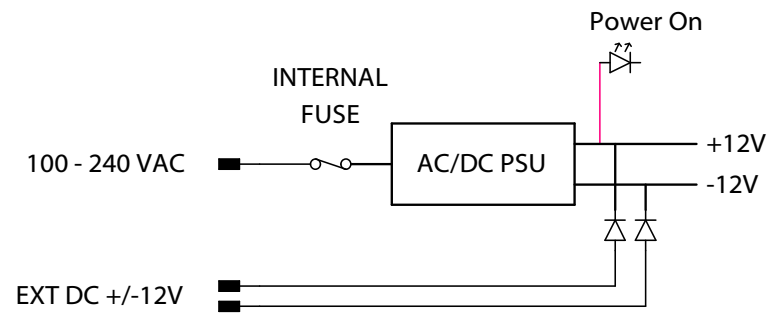 Power On
INTERNAL
FUSE
100 - 240 VAC
AC/DC PSU
+12V
-12V
EXT DC +/-12V